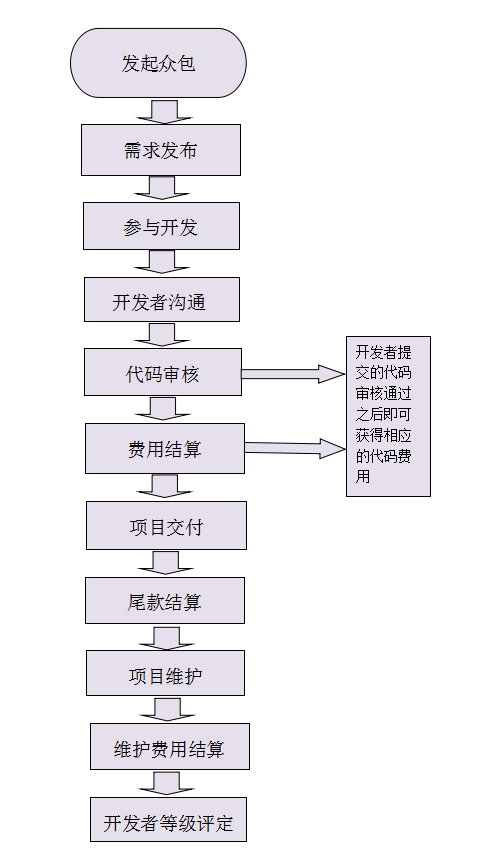 发起众包
需求发布
参与开发
开发者沟通
代码审核
开发者提
交的代码
审核通过
之后即可
获得相应
的代码费
用
费用结算
项目交付
尾款结算
项目维护
维护费用结算
开发者等级评定